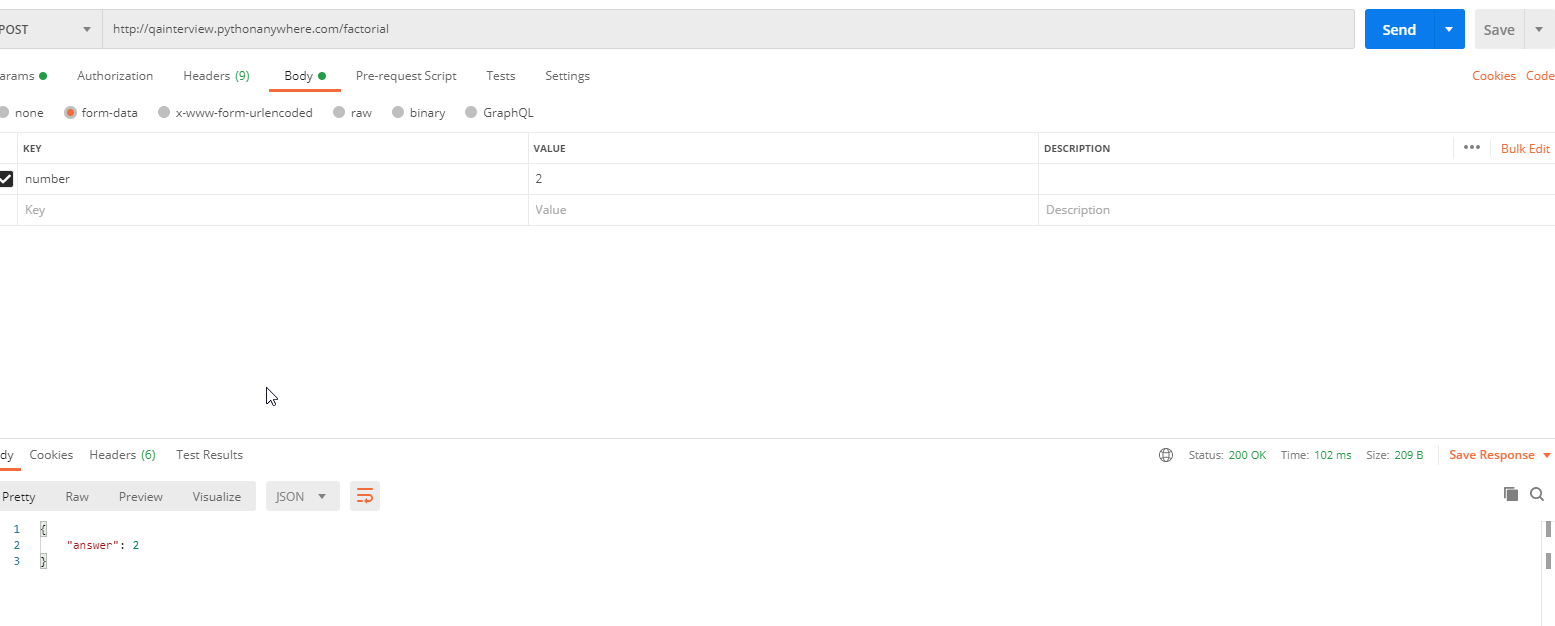 POST http://qainterview.pythonanywhere.com/factorial Send Save
arams Authorization Headers (9) Body Pre-request Script Tests Settings Cookies Code
none form-data x-www-form-urlencoded raw binary GraphQL
KEY VALUE DESCRIPTION ••• Bulk Edit
number 2
Key Value Description
dy Cookies Headers (6) Test Results Status: 200 OK Time: 102 ms Size: 209 B Save Response
Pretty Raw Preview Visualize JSON
1 {
2 "answer": 2
3 }